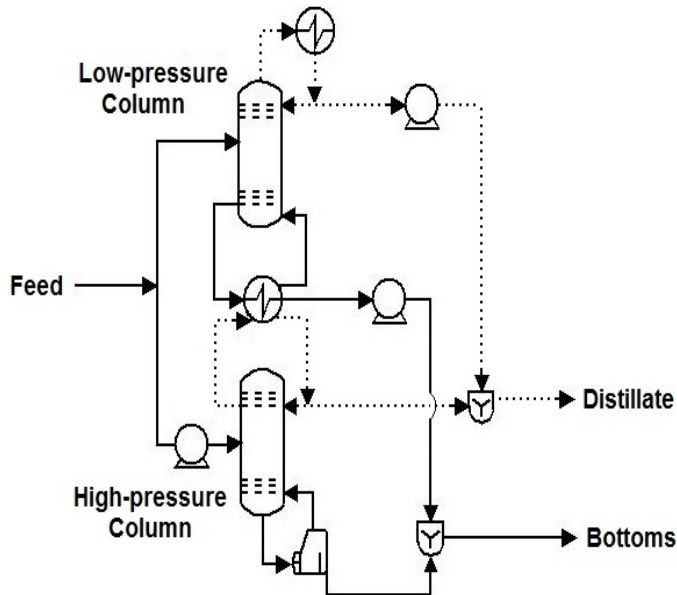 Low-pressure
Column
Feed
Distillate
High-pressure
Column
Bottoms